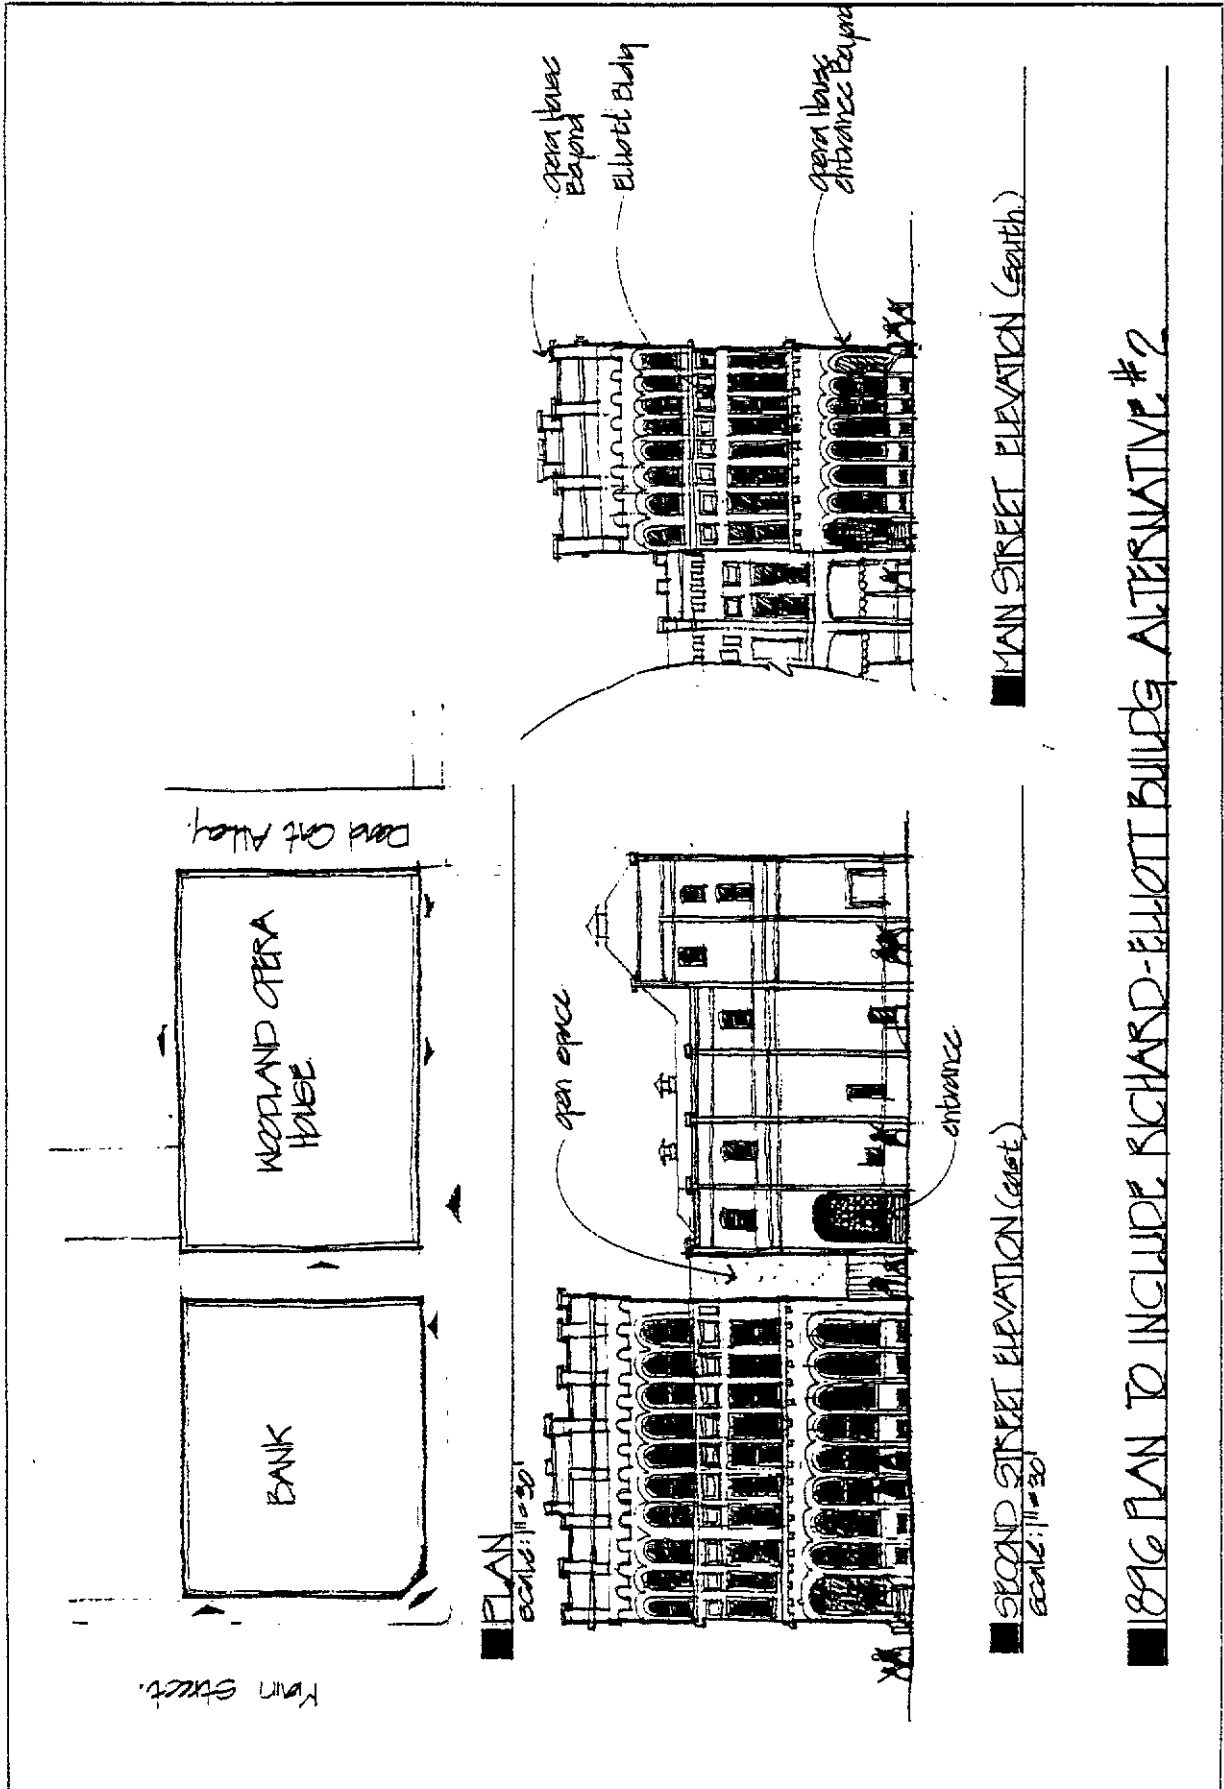 Main Street.
BANK
WOODLAND OPERA
HOUSE
Dead Cat Alley.
PLAN
scale: 1"=30'
open space
entrance
SECOND STREET ELEVATION (east)
scale: 1"=30'
Opera House
Beyond
Elliott Bldg
Opera House
entrance Beyond
MAIN STREET ELEVATION (south)
1896 PLAN TO INCLUDE RICHARD-ELLIOTT BUILDG ALTERNATIVE #2